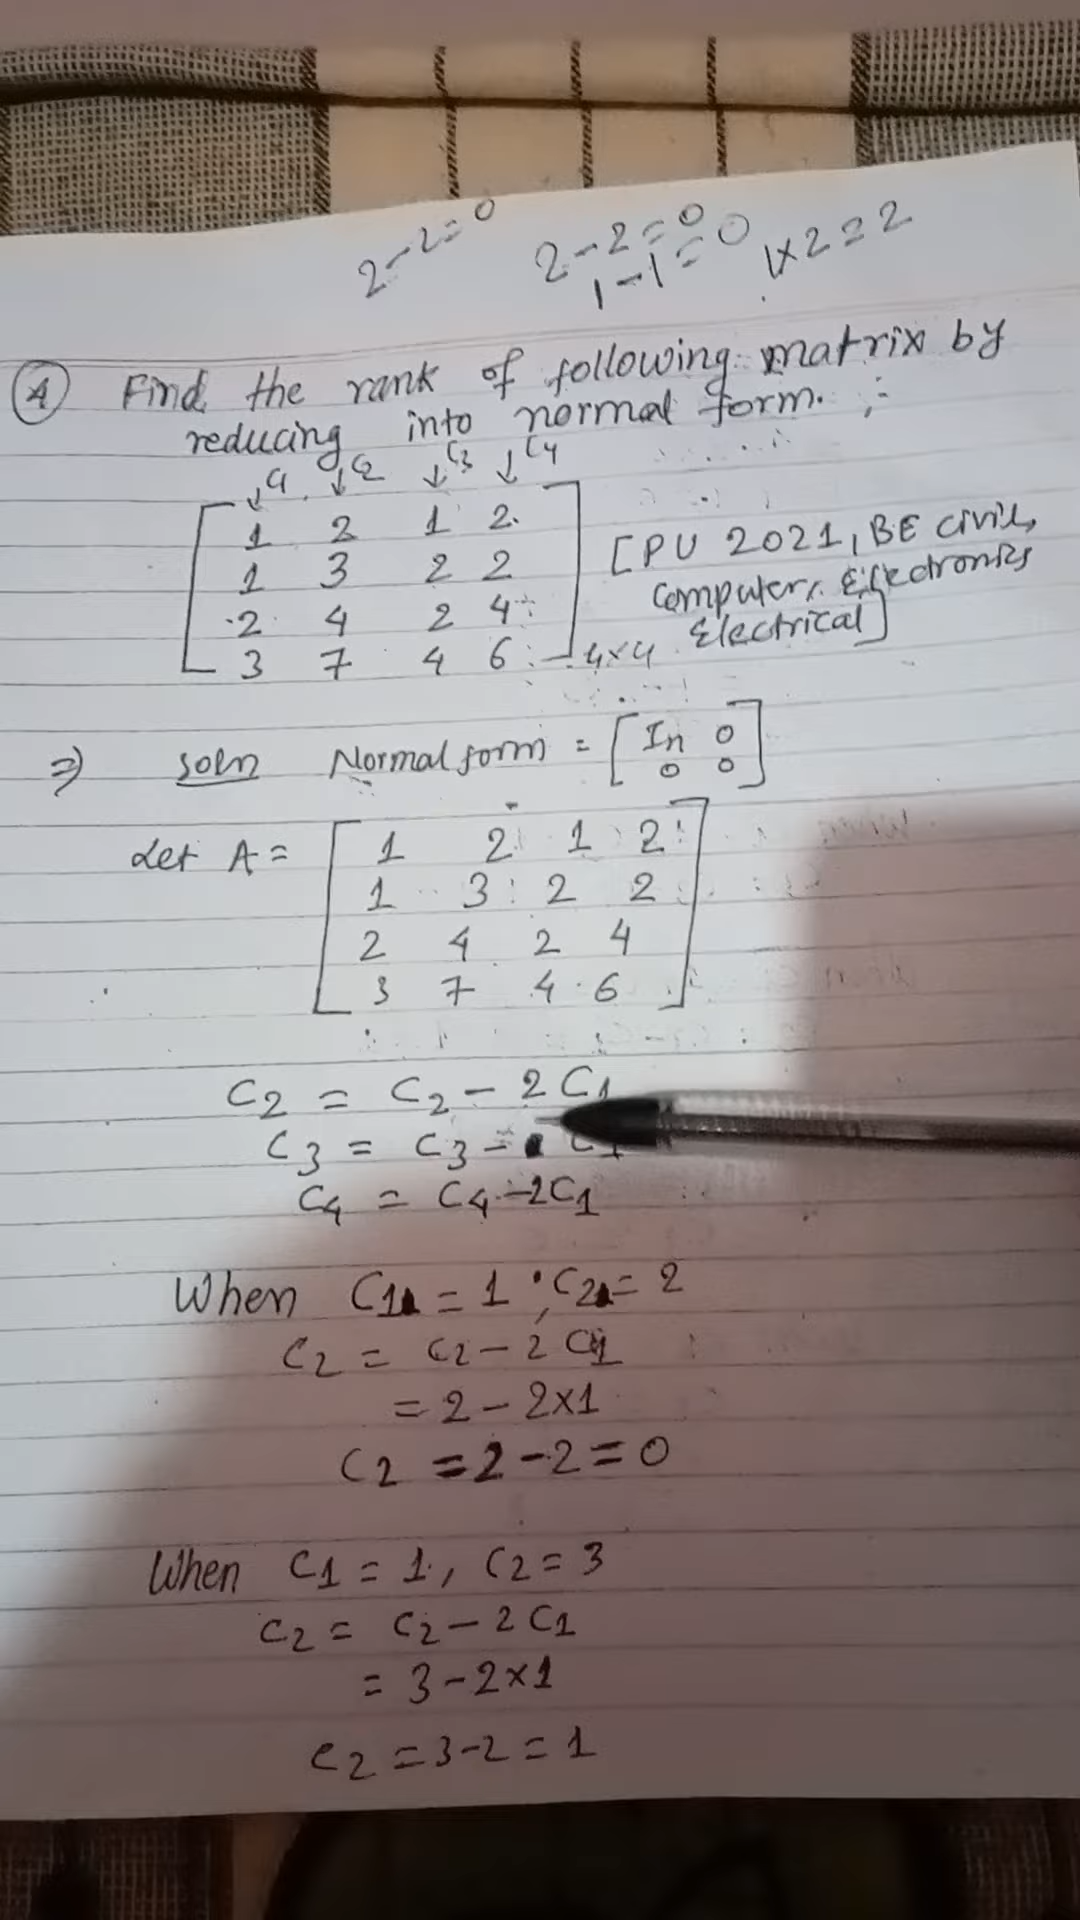 2-2=0
2-2=0
1-1=0
1×2=2
④ Find the rank of following matrix by
reducing into normal form. :-
↓C1 ↓C2 ↓C3 ↓C4
1 2 1 2
1 3 2 2
2 4 2 4
3 7 4 6
4×4
[PU 2021, BE civil,
Computer, Electronics
Electrical]
⇒ Soln Normal form = [In 0
0 0]
Let A =
1 2 1 2
1 3 2 2
2 4 2 4
3 7 4 6
C2 = C2 - 2C1
C3 = C3 - C1
C4 = C4 - 2C1
When C1 = 1, C2 = 2
C2 = C2 - 2C1
= 2 - 2×1
C2 = 2 - 2 = 0
When C1 = 1, C2 = 3
C2 = C2 - 2C1
= 3 - 2×1
C2 = 3-2 = 1